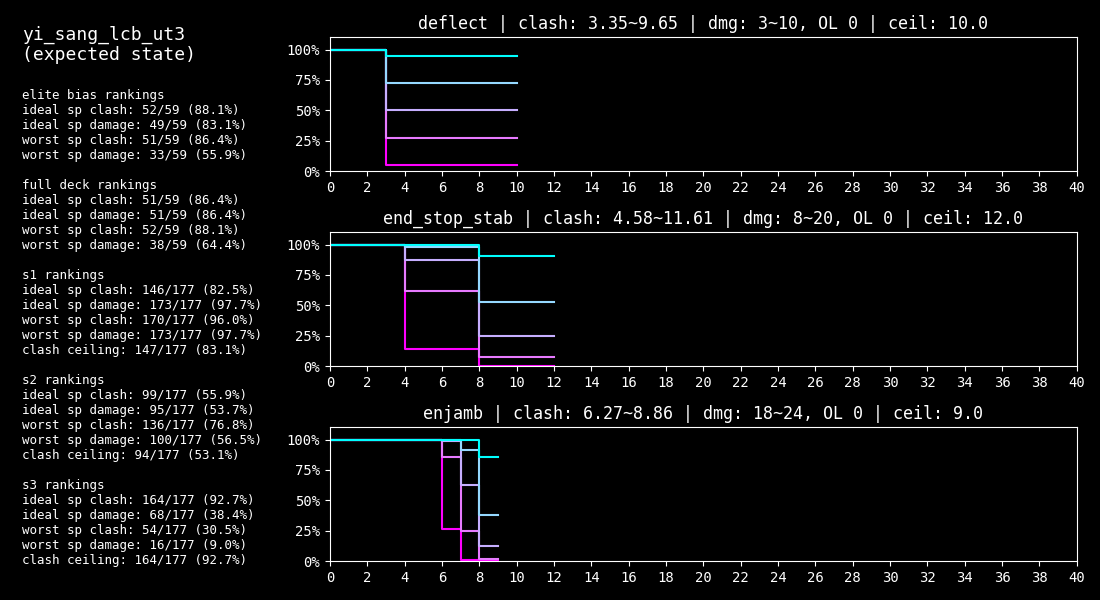 yi_sang_lcb_ut3
(expected state)
elite bias rankings
ideal sp clash: 52/59 (88.1%)
ideal sp damage: 49/59 (83.1%)
worst sp clash: 51/59 (86.4%)
worst sp damage: 33/59 (55.9%)
full deck rankings
ideal sp clash: 51/59 (86.4%)
ideal sp damage: 51/59 (86.4%)
worst sp clash: 52/59 (88.1%)
worst sp damage: 38/59 (64.4%)
s1 rankings
ideal sp clash: 146/177 (82.5%)
ideal sp damage: 173/177 (97.7%)
worst sp clash: 170/177 (96.0%)
worst sp damage: 173/177 (97.7%)
clash ceiling: 147/177 (83.1%)
s2 rankings
ideal sp clash: 99/177 (55.9%)
ideal sp damage: 95/177 (53.7%)
worst sp clash: 136/177 (76.8%)
worst sp damage: 100/177 (56.5%)
clash ceiling: 94/177 (53.1%)
s3 rankings
ideal sp clash: 164/177 (92.7%)
ideal sp damage: 68/177 (38.4%)
worst sp clash: 54/177 (30.5%)
worst sp damage: 16/177 (9.0%)
clash ceiling: 164/177 (92.7%)
deflect | clash: 3.35~9.65 | dmg: 3~10, OL 0 | ceil: 10.0
100%
75%
50%
25%
0%
0 2 4 6 8 10 12 14 16 18 20 22 24 26 28 30 32 34 36 38 40
end_stop_stab | clash: 4.58~11.61 | dmg: 8~20, OL 0 | ceil: 12.0
100%
75%
50%
25%
0%
0 2 4 6 8 10 12 14 16 18 20 22 24 26 28 30 32 34 36 38 40
enjamb | clash: 6.27~8.86 | dmg: 18~24, OL 0 | ceil: 9.0
100%
75%
50%
25%
0%
0 2 4 6 8 10 12 14 16 18 20 22 24 26 28 30 32 34 36 38 40